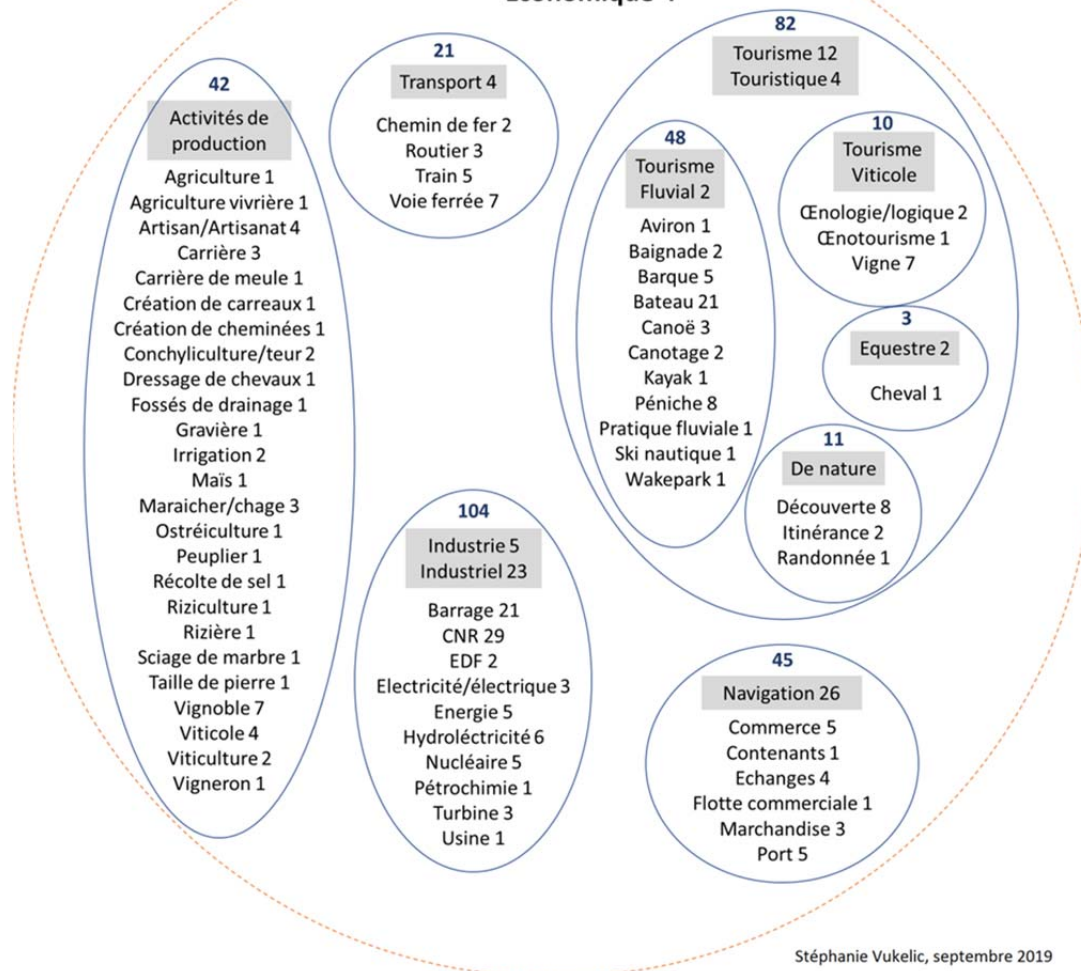 Economique 4
42
Activités de
production
Agriculture 1
Agriculture vivrière 1
Artisan/Artisanat 4
Carrière 3
Carrière de meule 1
Création de carreaux 1
Création de cheminées 1
Conchyliculture/teur 2
Dressage de chevaux 1
Fossés de drainage 1
Gravière 1
Irrigation 2
Maïs 1
Maraicher/chage 3
Ostréiculture 1
Peuplier 1
Récolte de sel 1
Riziculture 1
Rizière 1
Sciage de marbre 1
Taille de pierre 1
Vignoble 7
Viticole 4
Viticulture 2
Vigneron 1
21
Transport 4
Chemin de fer 2
Routier 3
Train 5
Voie ferrée 7
82
Tourisme 12
Touristique 4
48
Tourisme
Fluvial 2
Aviron 1
Baignade 2
Barque 5
Bateau 21
Canoë 3
Canotage 2
Kayak 1
Péniche 8
Pratique fluviale 1
Ski nautique 1
Wakepark 1
10
Tourisme
Viticole
Œnologie/logique 2
Œnotourisme 1
Vigne 7
3
Equestre 2
Cheval 1
11
De nature
Découverte 8
Itinérance 2
Randonnée 1
104
Industrie 5
Industriel 23
Barrage 21
CNR 29
EDF 2
Electricité/électrique 3
Energie 5
Hydroléctricité 6
Nucléaire 5
Pétrochimie 1
Turbine 3
Usine 1
45
Navigation 26
Commerce 5
Contenants 1
Echanges 4
Flotte commerciale 1
Marchandise 3
Port 5
Stéphanie Vukelic, septembre 2019